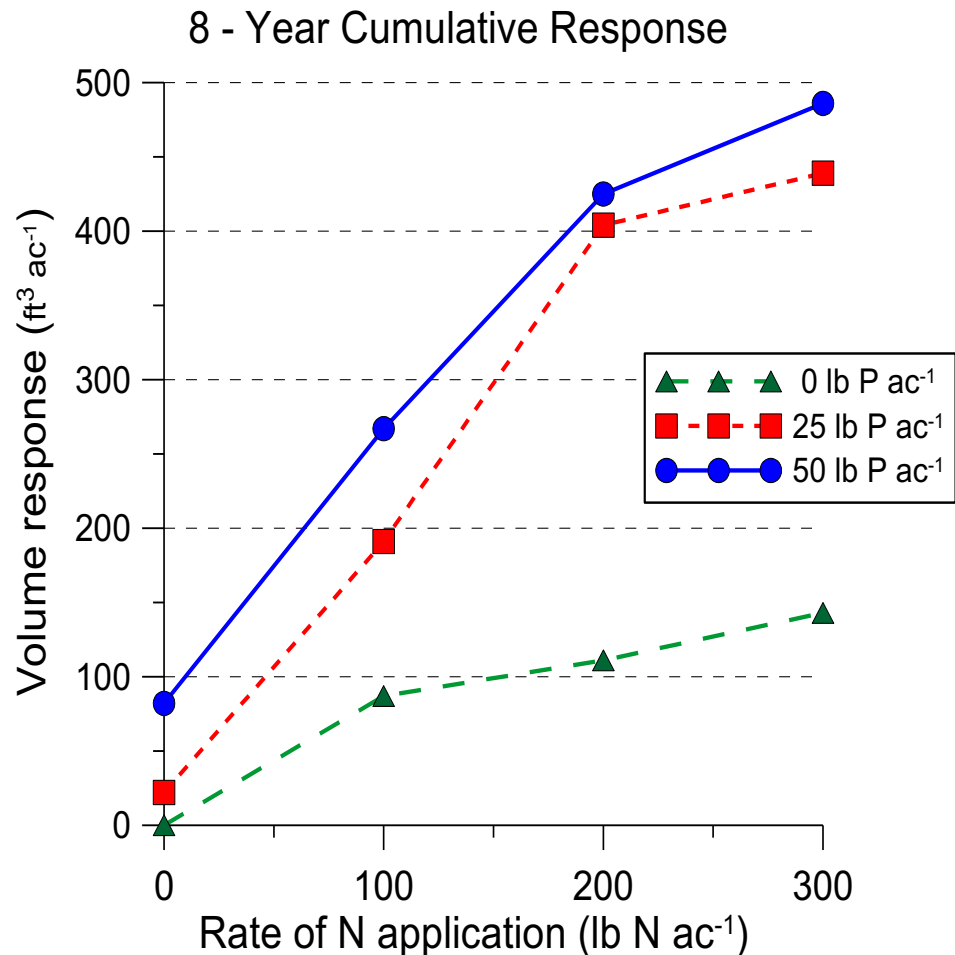 8 - Year Cumulative Response
500
400
300
200
100
0
Volume response (ft³ ac⁻¹)
0 lb P ac⁻¹
25 lb P ac⁻¹
50 lb P ac⁻¹
0 100 200 300
Rate of N application (lb N ac⁻¹)